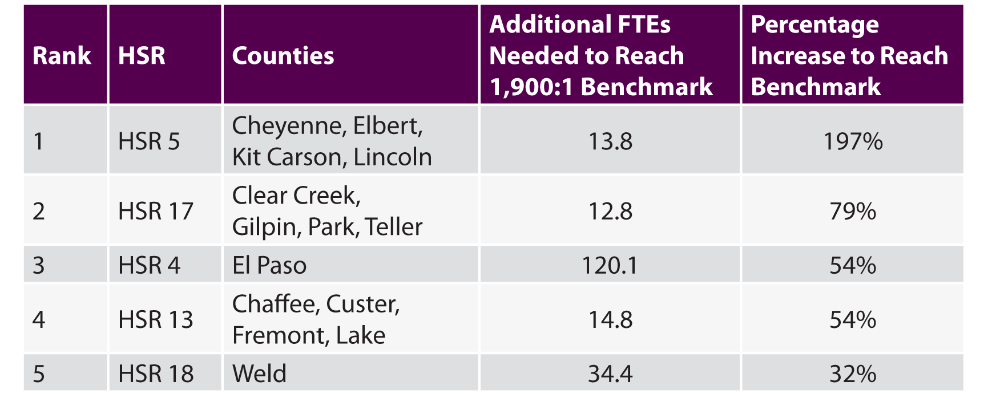 Rank
HSR
Counties
Additional FTEs
Needed to Reach
1,900:1 Benchmark
Percentage
Increase to Reach
Benchmark
1
HSR 5
Cheyenne, Elbert,
Kit Carson, Lincoln
13.8
197%
2
HSR 17
Clear Creek,
Gilpin, Park, Teller
12.8
79%
3
HSR 4
El Paso
120.1
54%
4
HSR 13
Chaffee, Custer,
Fremont, Lake
14.8
54%
5
HSR 18
Weld
34.4
32%